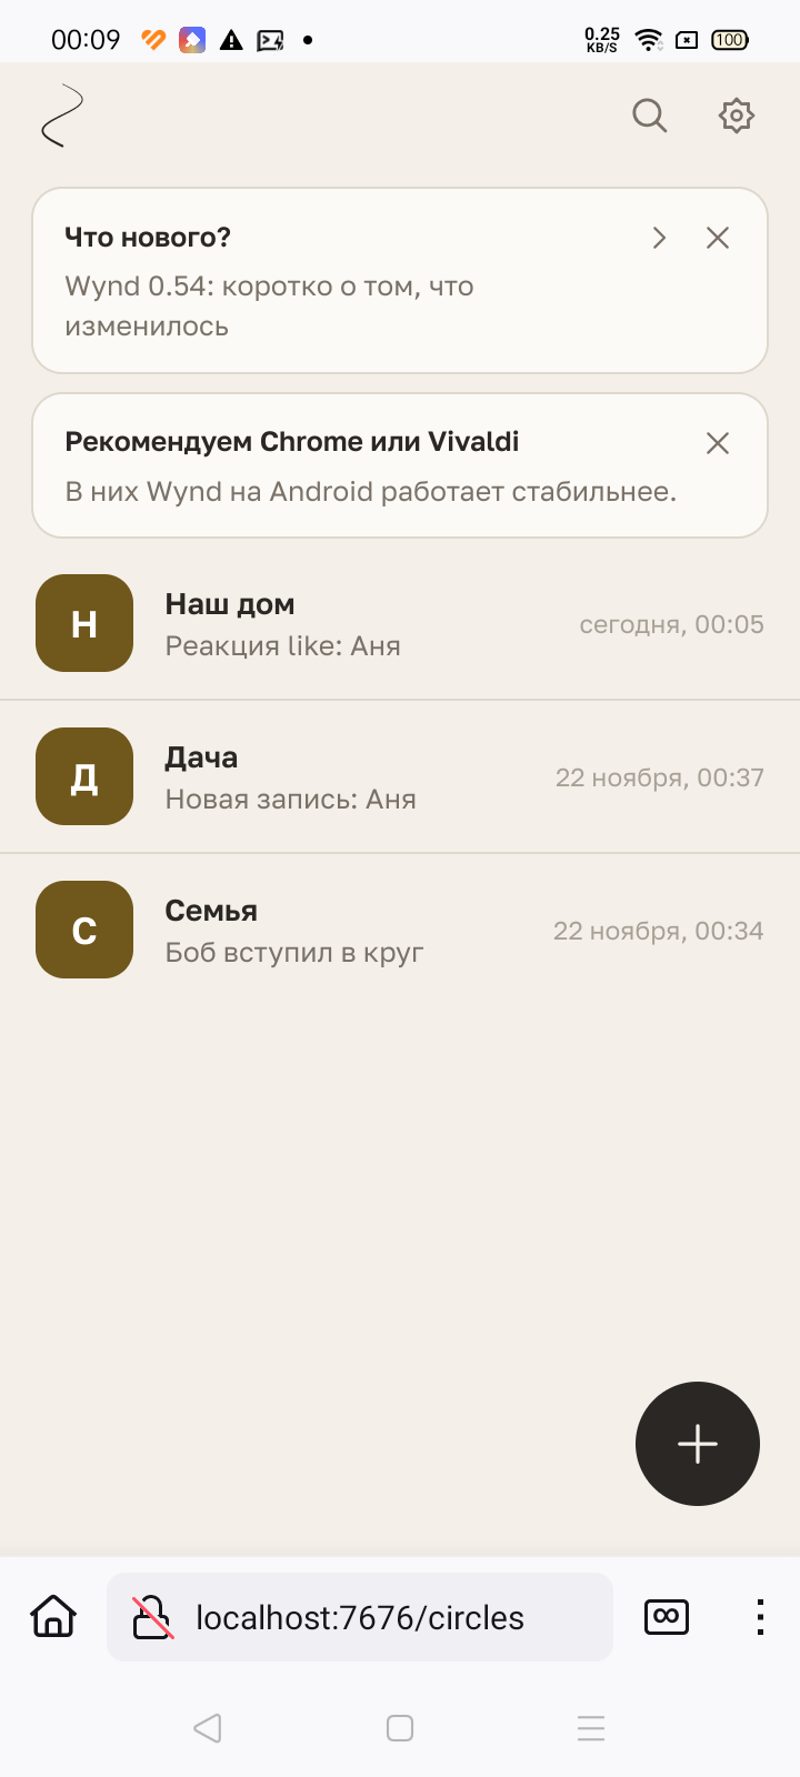 00:09
0.25
KB/S
100
Что нового?
Wynd 0.54: коротко о том, что
изменилось
Рекомендуем Chrome или Vivaldi
В них Wynd на Android работает стабильнее.
Н
Наш дом
сегодня, 00:05
Реакция like: Аня
Д
Дача
22 ноября, 00:37
Новая запись: Аня
С
Семья
22 ноября, 00:34
Боб вступил в круг
localhost:7676/circles